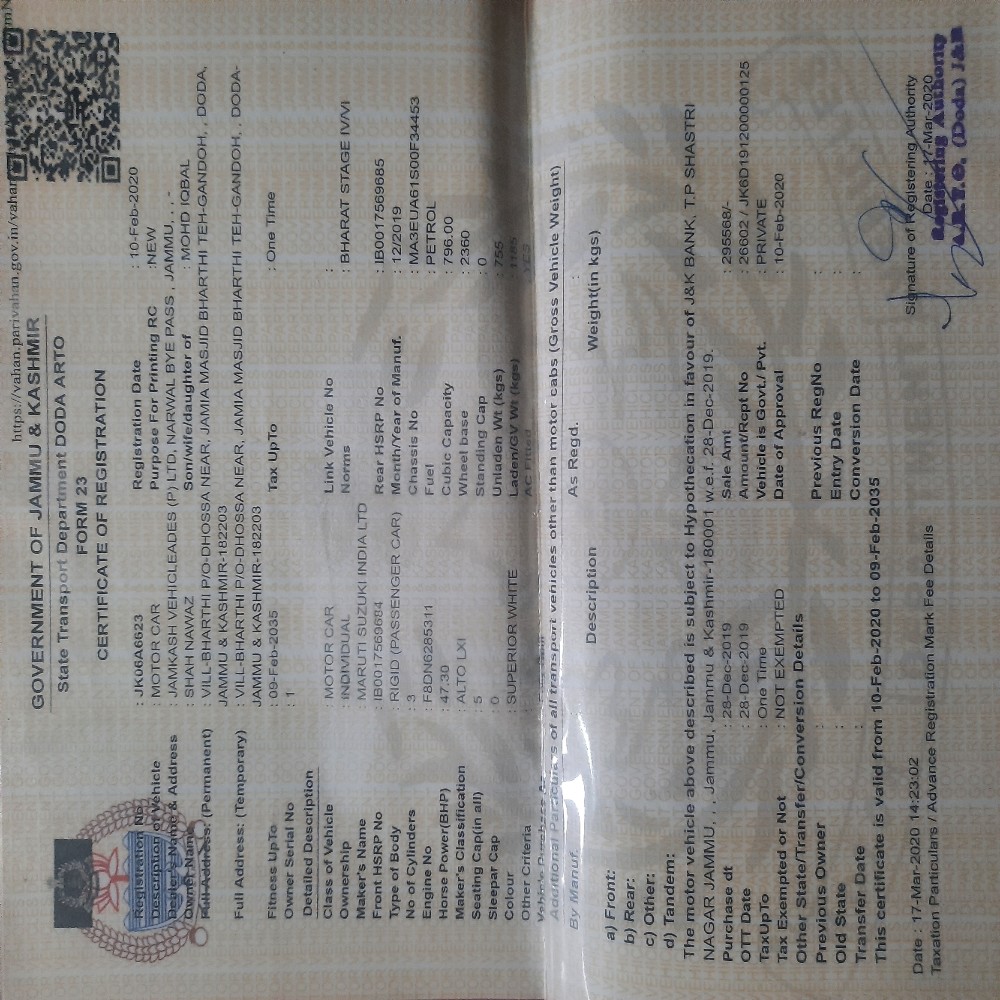 https://vahan.parivahan.gov.in/vahan
GOVERNMENT OF JAMMU & KASHMIR
State Transport Department DODA ARTO
FORM 23
CERTIFICATE OF REGISTRATION
Registration No : JK06A6623 Registration Date : 10-Feb-2020
Description of Vehicle : MOTOR CAR Purpose For Printing RC : NEW
Dealer's Name & Address : JAMKASH VEHICLEADES (P) LTD, NARWAL BYE PASS , JAMMU, , , -
Owner Name : SHAH NAWAZ Son/wife/daughter of : MOHD IQBAL
Full Address: (Permanent) : VILL-BHARTHI P/O-DHOSSA NEAR, JAMIA MASJID BHARTHI TEH-GANDOH, , DODA,
JAMMU & KASHMIR-182203
Full Address: (Temporary) : VILL-BHARTHI P/O-DHOSSA NEAR, JAMIA MASJID BHARTHI TEH-GANDOH, , DODA-
JAMMU & KASHMIR-182203
Fitness UpTo : 09-Feb-2035 Tax UpTo : One Time
Owner Serial No : 1
Detailed Description
Class of Vehicle : MOTOR CAR Link Vehicle No :
Ownership : INDIVIDUAL Norms : BHARAT STAGE IV/VI
Maker's Name : MARUTI SUZUKI INDIA LTD
Front HSRP No : IB0017569684 Rear HSRP No : IB0017569685
Type of Body : RIGID (PASSENGER CAR) Month/Year of Manuf. : 12/2019
No of Cylinders : 3 Chassis No : MA3EUA61S00F34453
Engine No : F8DN6285311 Fuel : PETROL
Horse Power(BHP) : 47.30 Cubic Capacity : 796.00
Maker's Classification : ALTO LXI Wheel base : 2360
Seating Cap(in all) : 5 Standing Cap : 0
Sleepar Cap : 0 Unladen Wt (kgs) : 755
Colour : SUPERIOR WHITE Laden/GV Wt (kgs) : 1185
Other Criteria : AC Fitted : YES
Additional Particulars of all transport vehicles other than motor cabs (Gross Vehicle Weight)
By Manuf. As Regd.
Description Weight(in kgs)
a) Front:
b) Rear:
c) Other:
d) Tandem:
The motor vehicle above described is subject to Hypothecation in favour of J&K BANK, T.P SHASTRI
NAGAR JAMMU, , , Jammu, Jammu & Kashmir-180001 w.e.f. 28-Dec-2019.
Purchase dt : 28-Dec-2019 Sale Amt : 295568/-
OTT Date : 28-Dec-2019 Amount/Rcpt No : 26602 / JK6D191200000125
TaxUpTo : One Time Vehicle is Govt./ Pvt. : PRIVATE
Tax Exempted or Not : NOT EXEMPTED Date of Approval : 10-Feb-2020
Other State/Transfer/Conversion Details
Previous Owner : Previous RegNo :
Old State : Entry Date :
Transfer Date : Conversion Date :
This certificate is valid from 10-Feb-2020 to 09-Feb-2035
Signature of Registering Authority
Date : 17-Mar-2020 14:23:02 Date : 17-Mar-2020
Taxation Particulars / Advance Registration Mark Fee Details
Registering Authority
A.R.T.O. (Doda) J&K